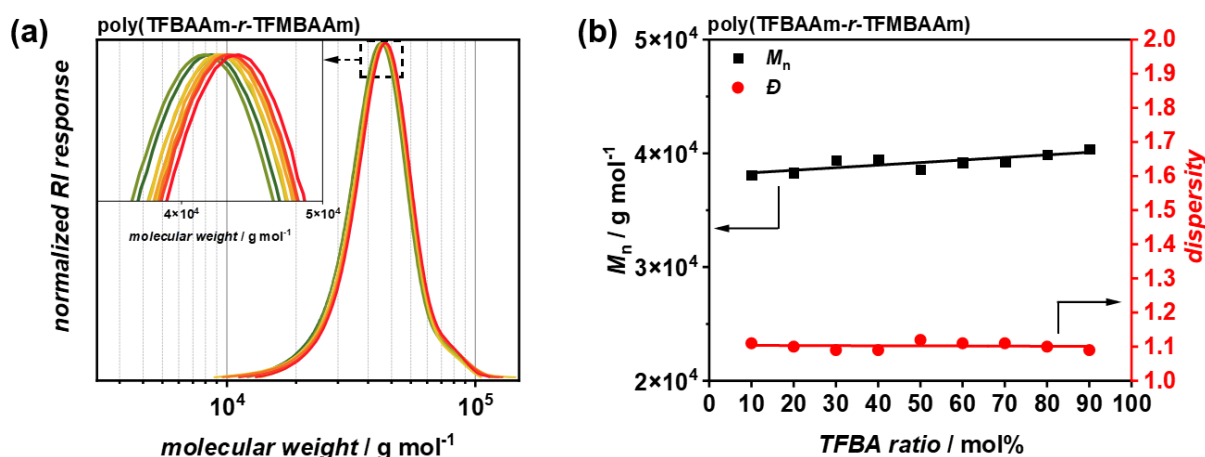 (a)
poly(TFBAAm-r-TFMBAAm)
normalized RI response
4×10⁴
5×10⁴
molecular weight / g mol⁻¹
10⁴
10⁵
molecular weight / g mol⁻¹
(b)
poly(TFBAAm-r-TFMBAAm)
Mₙ
Đ
Mₙ / g mol⁻¹
5×10⁴
4×10⁴
3×10⁴
2×10⁴
2.0
1.9
1.8
1.7
1.6
1.5
1.4
1.3
1.2
1.1
1.0
dispersity
0 10 20 30 40 50 60 70 80 90 100
TFBA ratio / mol%